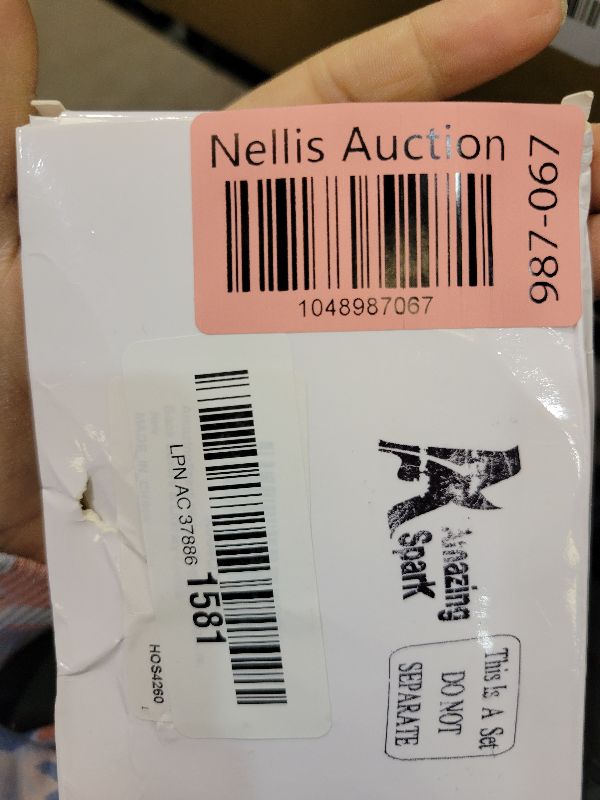 Nellis Auction
1048987067
987-067
LPN AC 37886
1581
HOS4260
Amazing
Spark
This Is A Set
DO NOT
SEPARATE